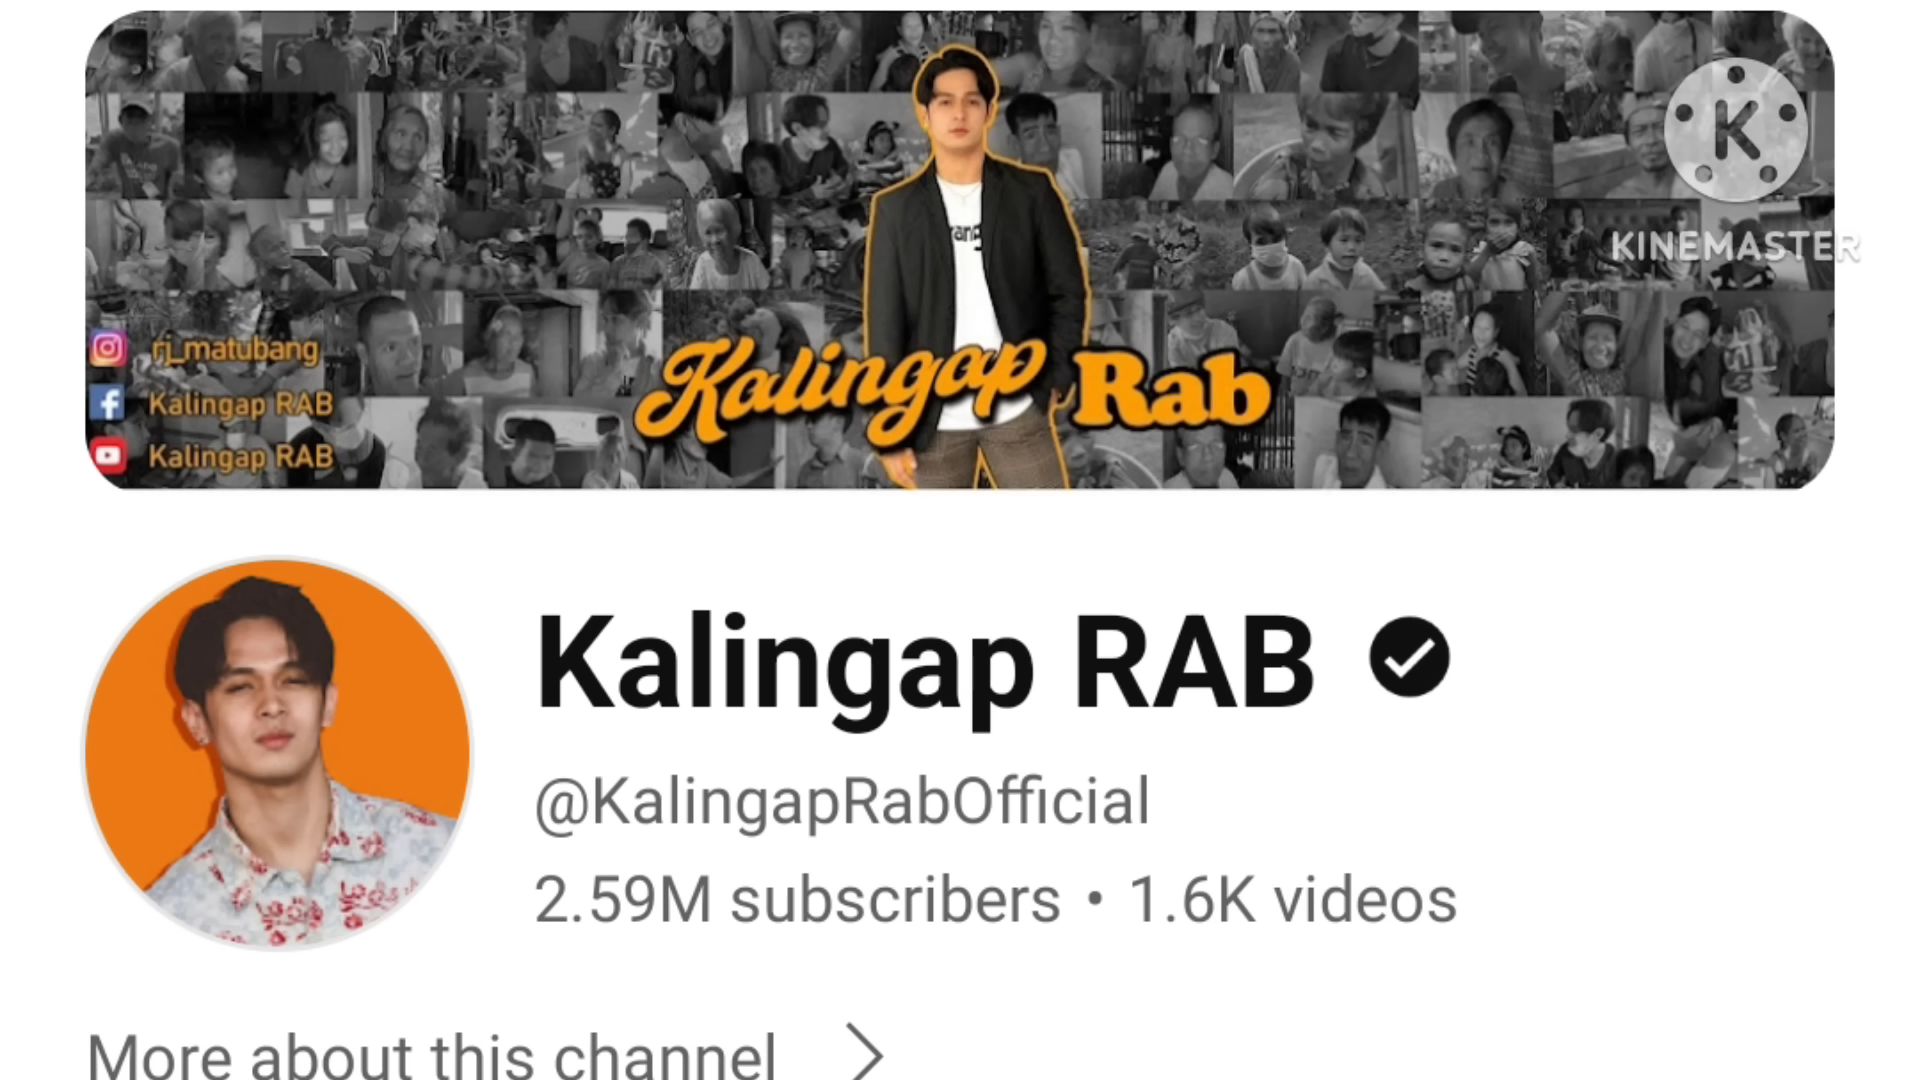 K
KINEMASTER
rj_matubang
Kalingap RAB
Kalingap RAB
Kalingap Rab
Kalingap RAB
@KalingapRabOfficial
2.59M subscribers • 1.6K videos
More about this channel